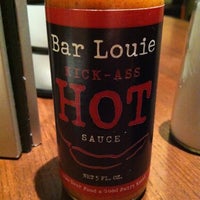 Bar Louie
KICK-ASS
HOT
SAUCE
NET 5 FL. OZ.